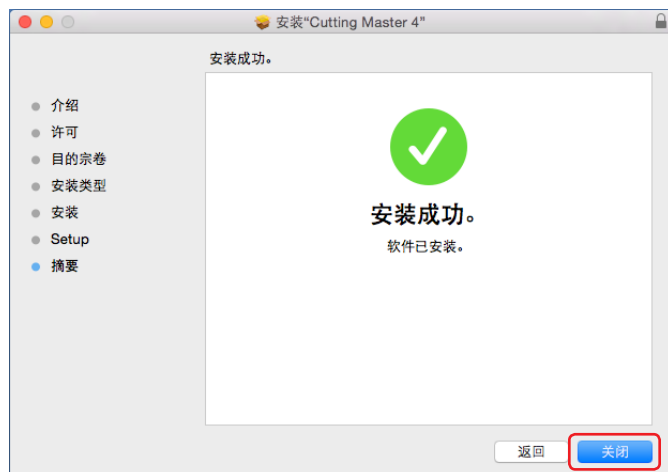 安装“Cutting Master 4”
安装成功。
介绍
许可
目的宗卷
安装类型
安装
Setup
摘要
安装成功。
软件已安装。
返回
关闭